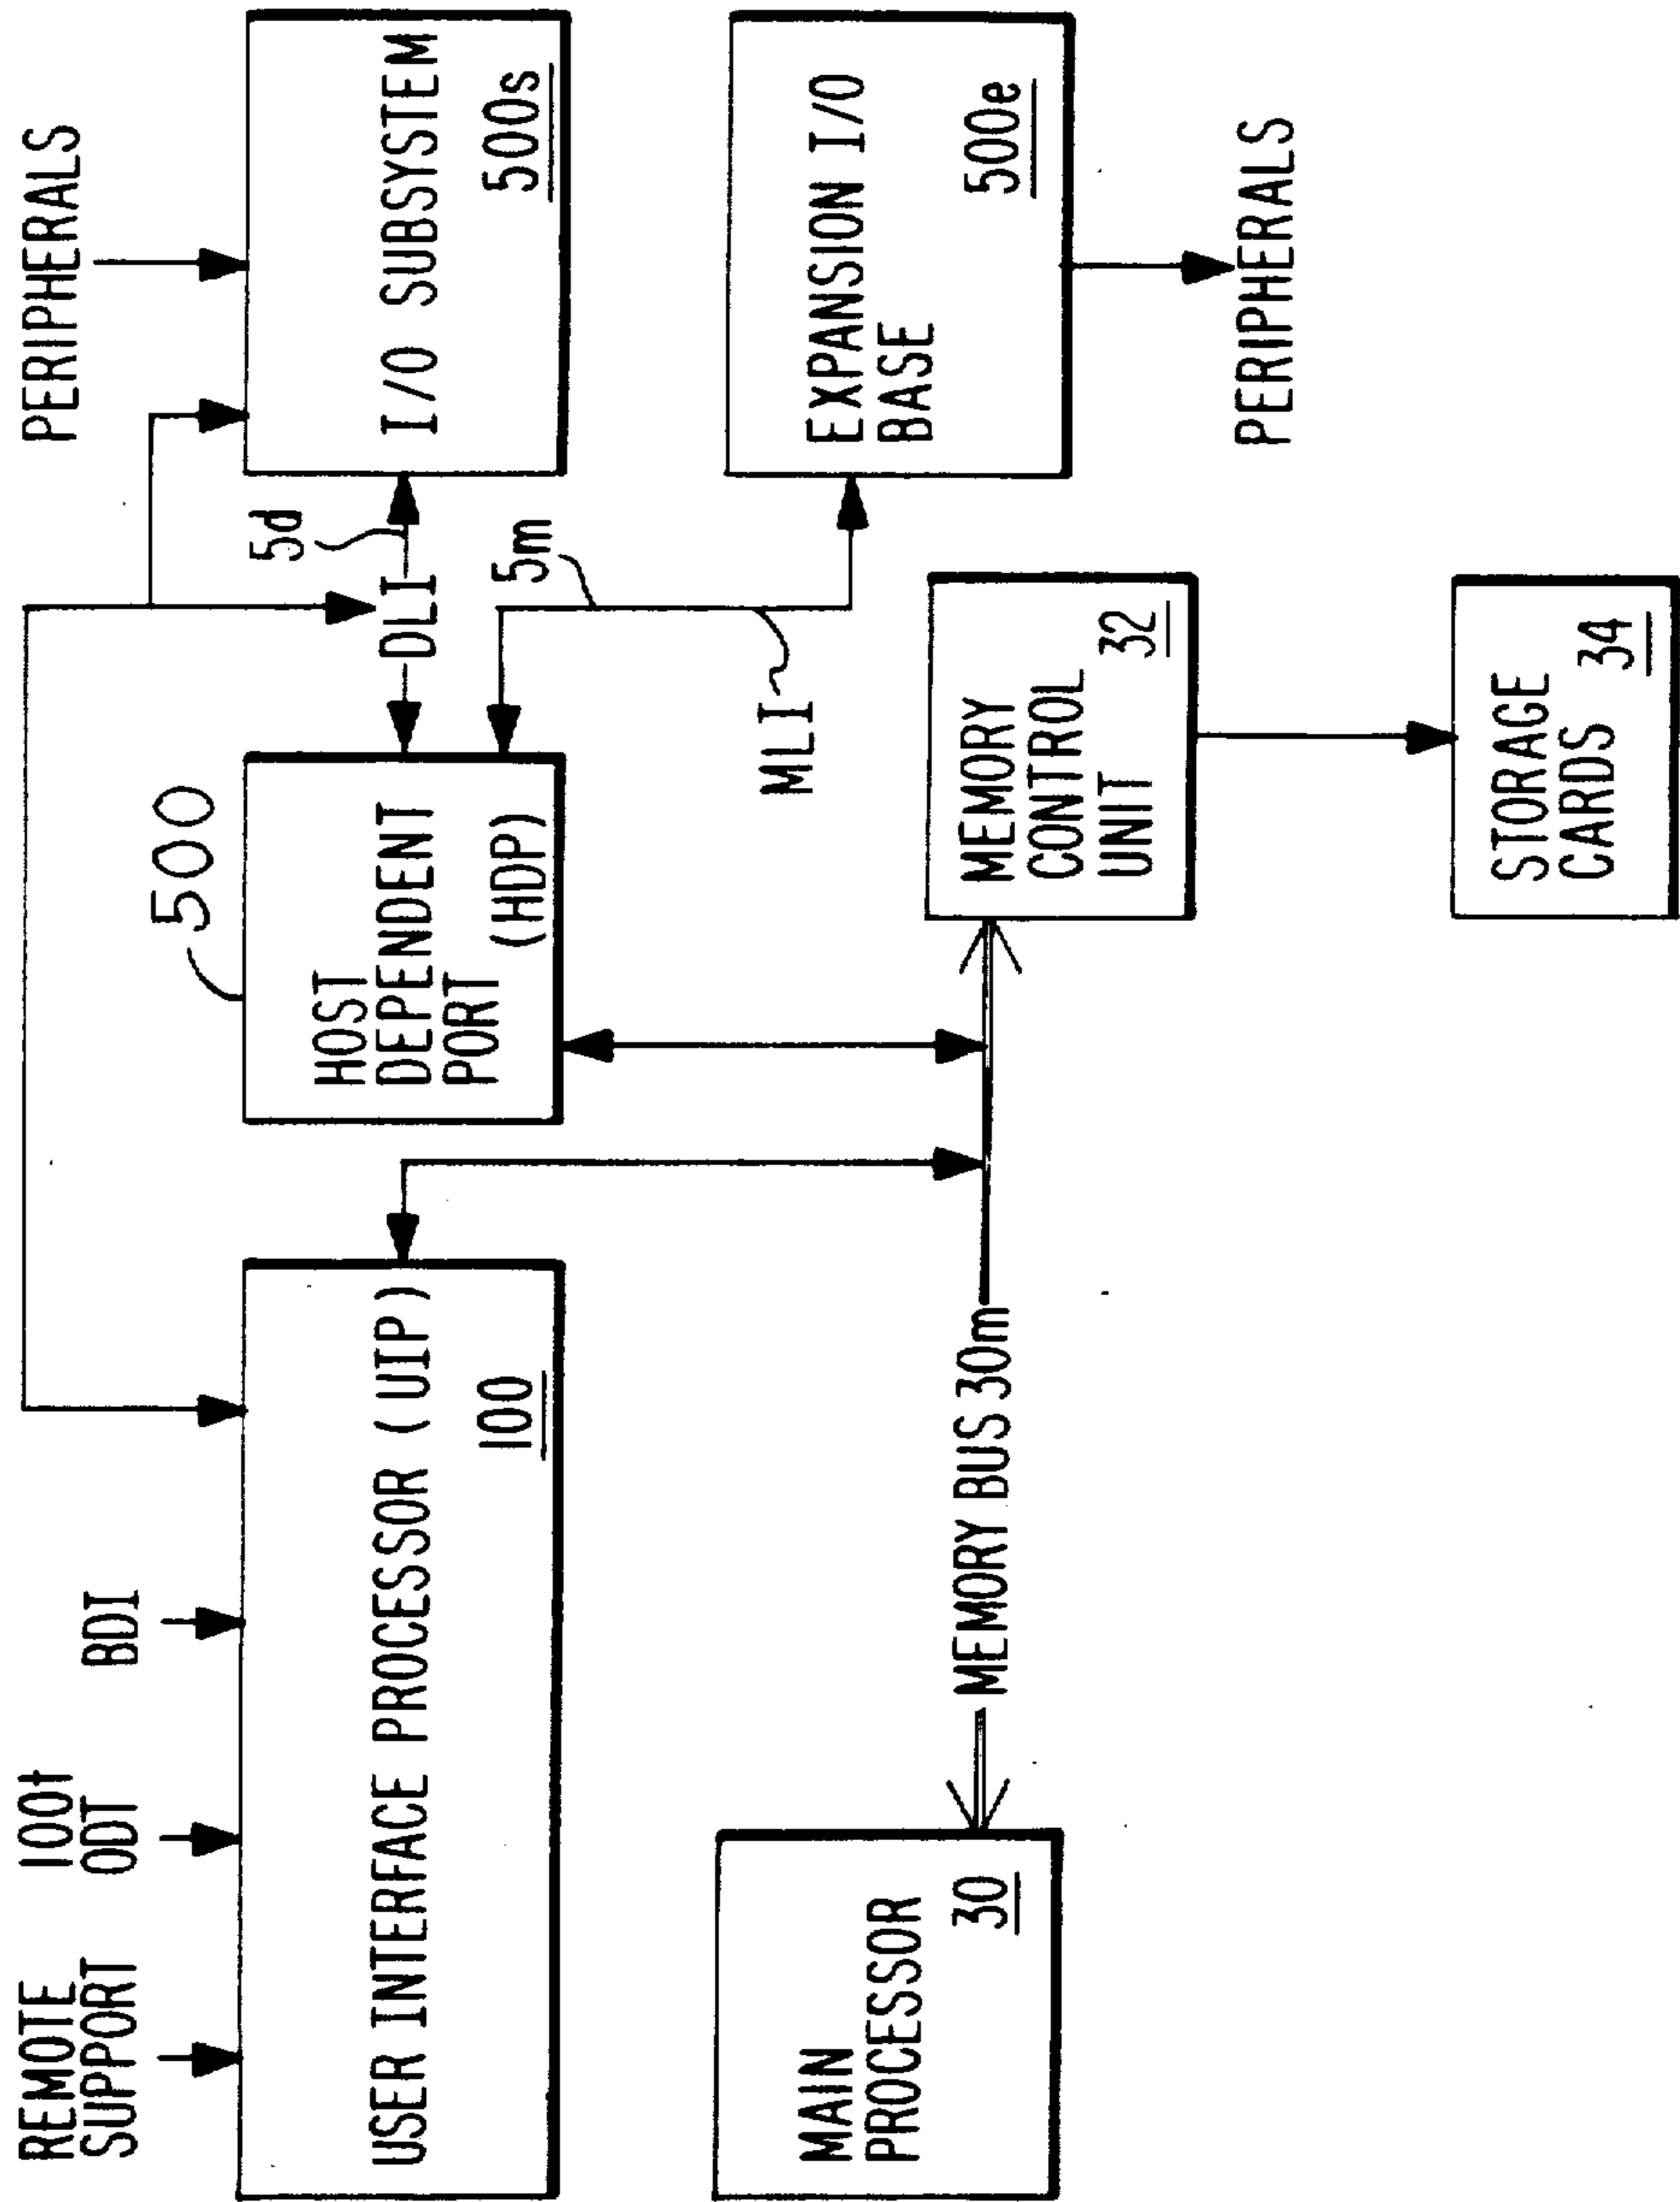 REMOTE
SUPPORT
100t
ODT
BDI
PERIPHERALS
USER INTERFACE PROCESSOR (UIP)
100
500
HOST
DEPENDENT
PORT
(HDP)
DLI
5d
I/O SUBSYSTEM
500s
5m
MLI
EXPANSION I/O
BASE
500e
PERIPHERALS
MAIN
PROCESSOR
30
MEMORY BUS 30m
MEMORY
CONTROL
UNIT
32
STORAGE
CARDS
34